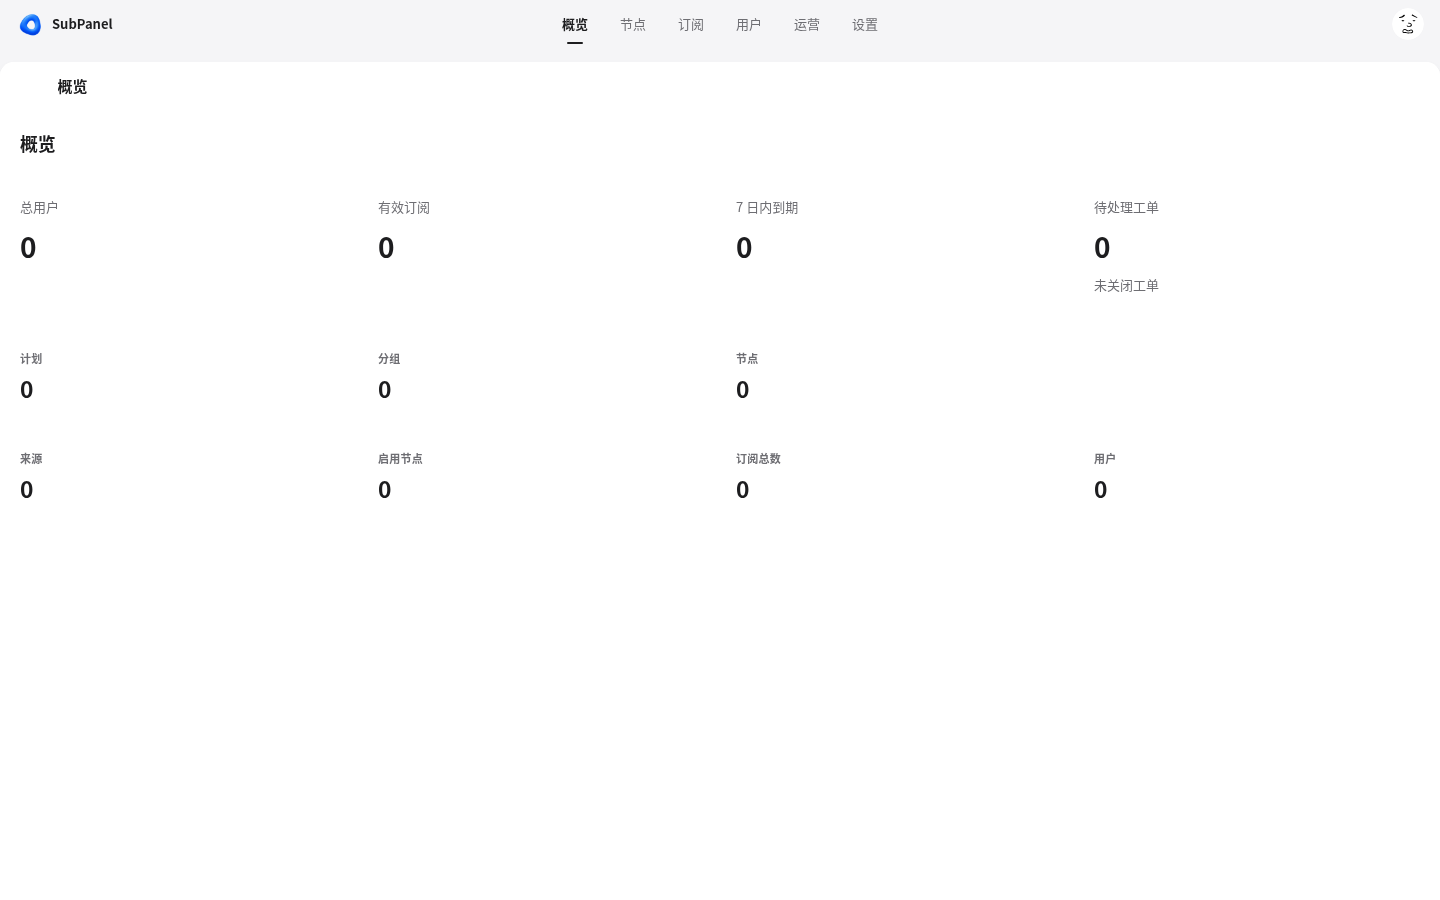 SubPanel 概览 节点 订阅 用户 运营 设置
概览
概览
总用户 有效订阅 7 日内到期 待处理工单
0 0 0 0
未关闭工单
计划 分组 节点
0 0 0
来源 启用节点 订阅总数 用户
0 0 0 0